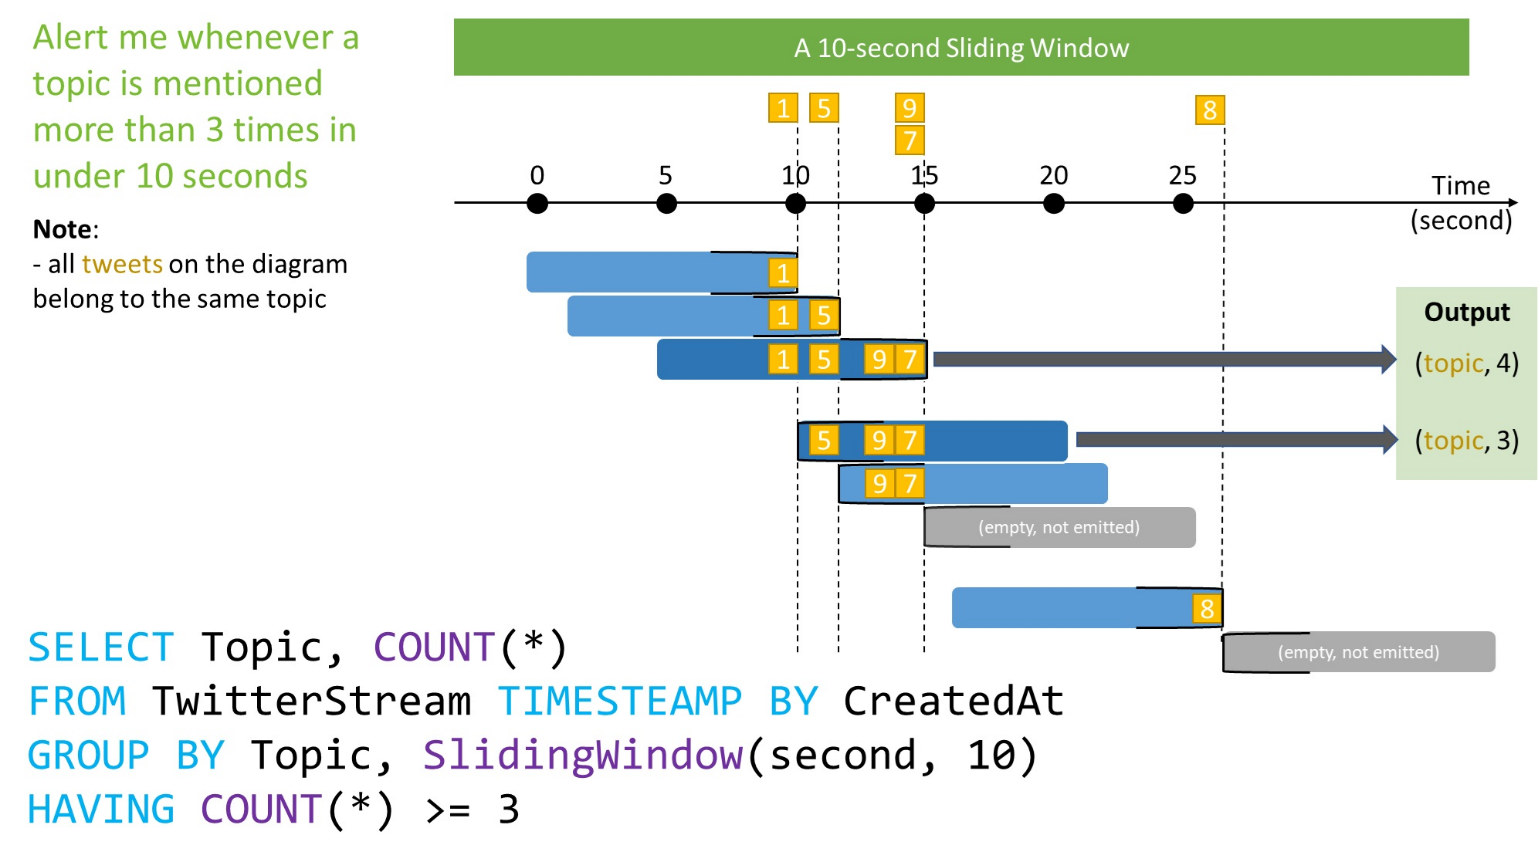 Alert me whenever a
topic is mentioned
more than 3 times in
under 10 seconds
Note:
- all tweets on the diagram
belong to the same topic
A 10-second Sliding Window
1 5 9 8
7
0 5 10 15 20 25
Time
(second)
1
1 5
1 5 9 7
5 9 7
9 7
(empty, not emitted)
8
(empty, not emitted)
Output
(topic, 4)
(topic, 3)
SELECT Topic, COUNT(*)
FROM TwitterStream TIMESTEAMP BY CreatedAt
GROUP BY Topic, SlidingWindow(second, 10)
HAVING COUNT(*) >= 3